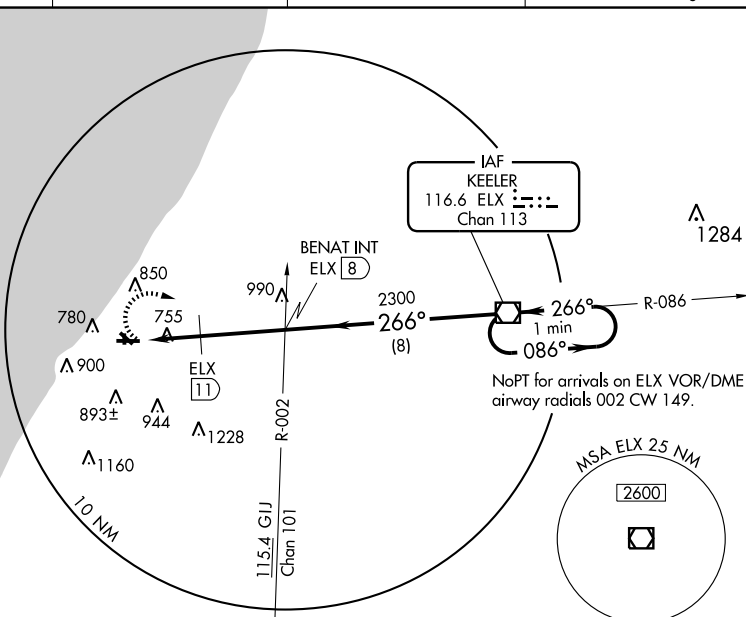 IAF
KEELER
116.6 ELX
Chan 113
1284
BENAT INT
ELX 8
850
990
2300
266°
(8)
266°
1 min
086°
R-086
780
755
ELX
11
900
893±
944
1228
1160
NoPT for arrivals on ELX VOR/DME
airway radials 002 CW 149.
R-002
115.4 GIJ
Chan 101
10 NM
MSA ELX 25 NM
2600